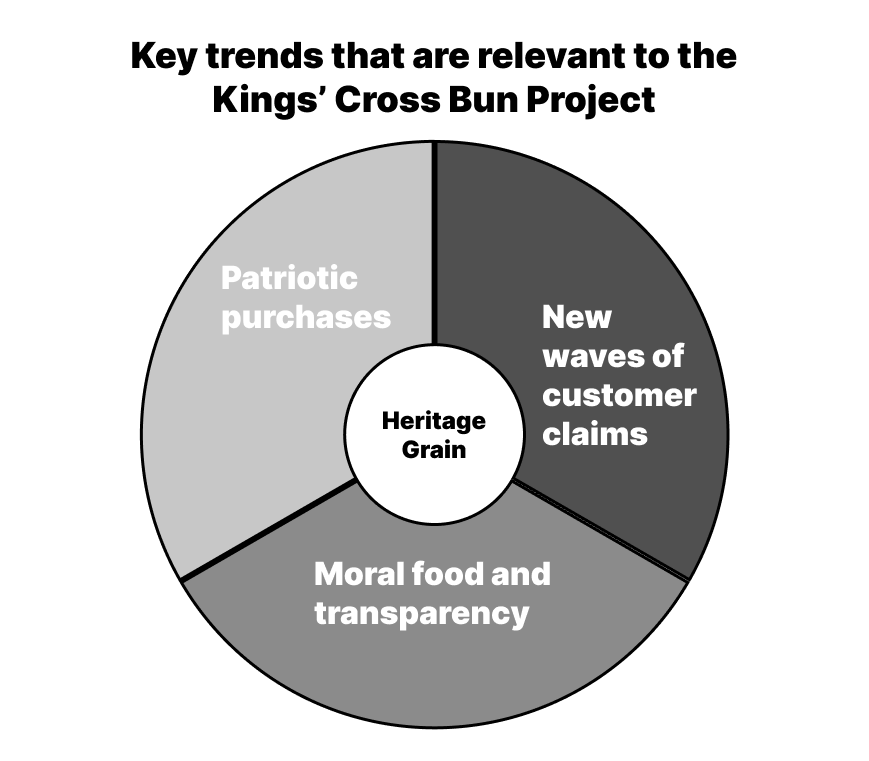 Key trends that are relevant to the
Kings’ Cross Bun Project
Patriotic
purchases
New
waves of
customer
claims
Heritage
Grain
Moral food and
transparency